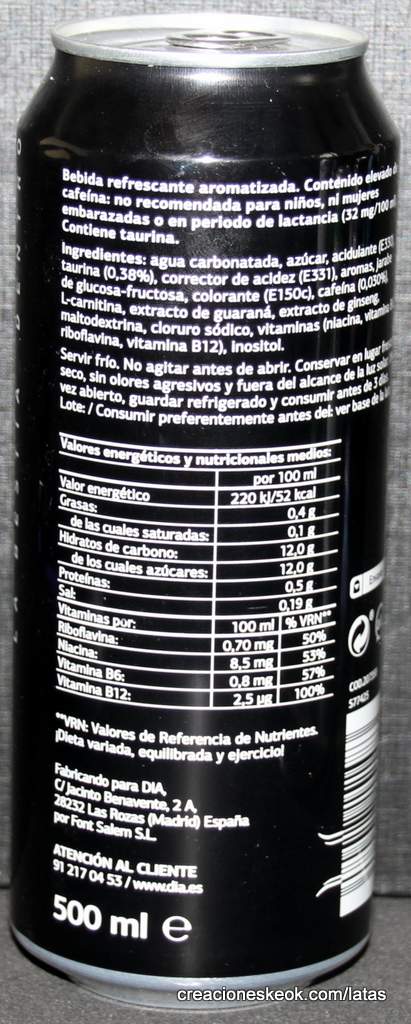 Bebida refrescante aromatizada. Contenido elevado de
cafeína: no recomendada para niños, ni mujeres
embarazadas o en periodo de lactancia (32 mg/100 ml)
Contiene taurina.
Ingredientes: agua carbonatada, azúcar, acidulante (E330)
taurina (0,38%), corrector de acidez (E331), aromas, jarabe
de glucosa-fructosa, colorante (E150c), cafeína (0,030%),
L-carnitina, extracto de guaraná, extracto de ginseng,
maltodextrina, cloruro sódico, vitaminas (niacina, vitamina
riboflavina, vitamina B12), inositol.
Servir frío. No agitar antes de abrir. Conservar en lugar
seco, sin olores agresivos y fuera del alcance de la luz
vez abierto, guardar refrigerado y consumir antes de 3
Lote: / Consumir preferentemente antes del: ver base de la
Valores energéticos y nutricionales medios:
por 100 ml
Valor energético 220 kJ/52 kcal
Grasas: 0,4 g
de las cuales saturadas: 0,1 g
Hidratos de carbono: 12,0 g
de los cuales azúcares: 12,0 g
Proteínas: 0,5 g
Sal: 0,19 g
Vitaminas por: 100 ml % VRN**
Riboflavina: 0,70 mg 50%
Niacina: 8,5 mg 53%
Vitamina B6: 0,8 mg 57%
Vitamina B12: 2,5 µg 100%
**VRN: Valores de Referencia de Nutrientes.
¡Dieta variada, equilibrada y ejercicio!
Fabricando para DIA,
C/ Jacinto Benavente, 2 A,
28232 Las Rozas (Madrid) España
por Font Salem S.L.
ATENCIÓN AL CLIENTE
91 217 04 53 / www.dia.es
500 ml e
577425
creacioneskeok.com/latas